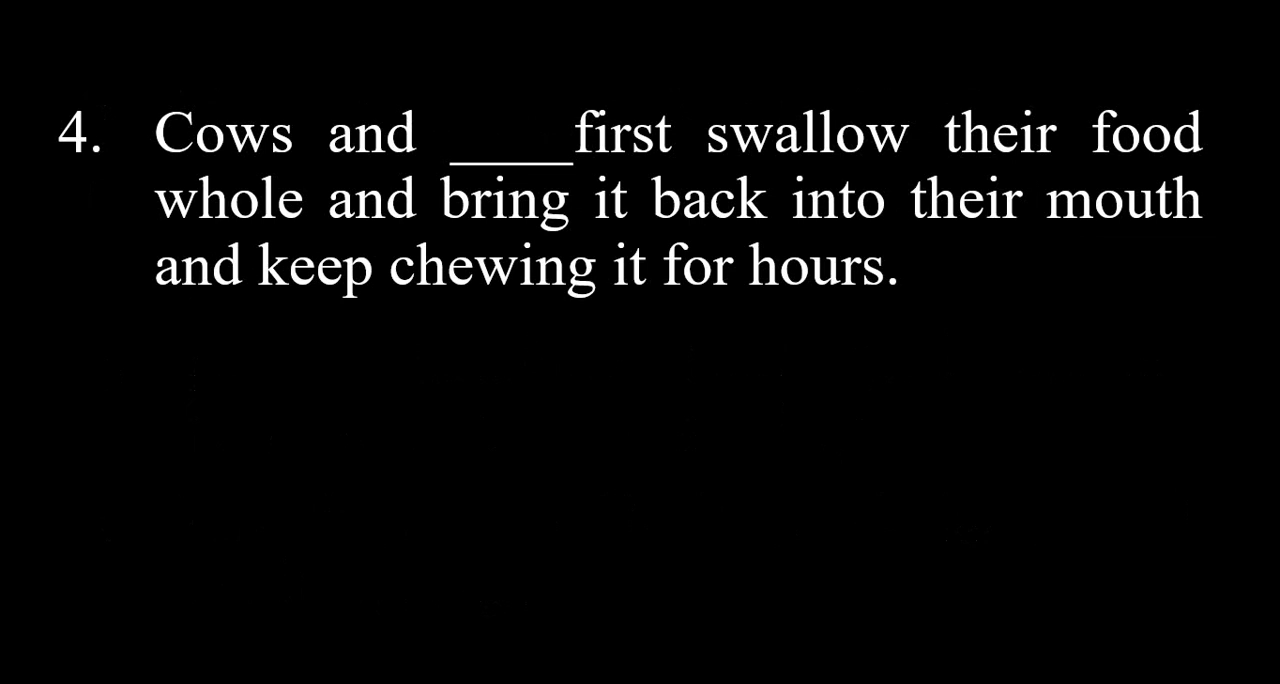 4. Cows and ____first swallow their food
whole and bring it back into their mouth
and keep chewing it for hours.